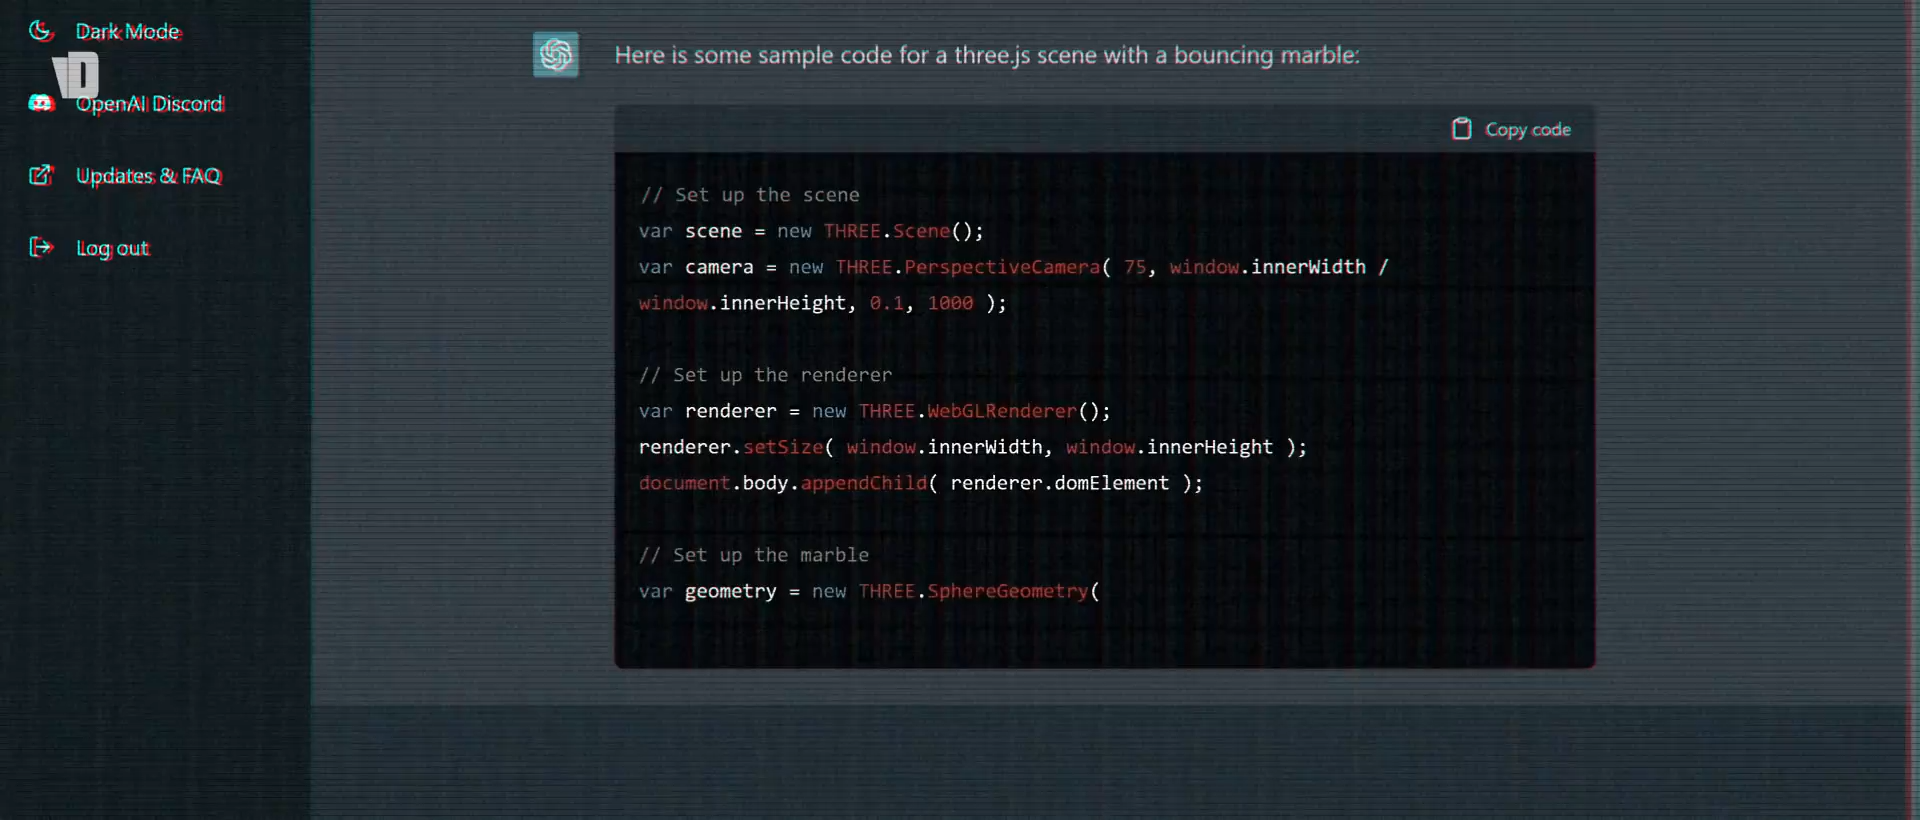 Dark Mode
D
OpenAI Discord
Updates & FAQ
Log out
Here is some sample code for a three.js scene with a bouncing marble:
Copy code
// Set up the scene
var scene = new THREE.Scene();
var camera = new THREE.PerspectiveCamera( 75, window.innerWidth /
window.innerHeight, 0.1, 1000 );
// Set up the renderer
var renderer = new THREE.WebGLRenderer();
renderer.setSize( window.innerWidth, window.innerHeight );
document.body.appendChild( renderer.domElement );
// Set up the marble
var geometry = new THREE.SphereGeometry(